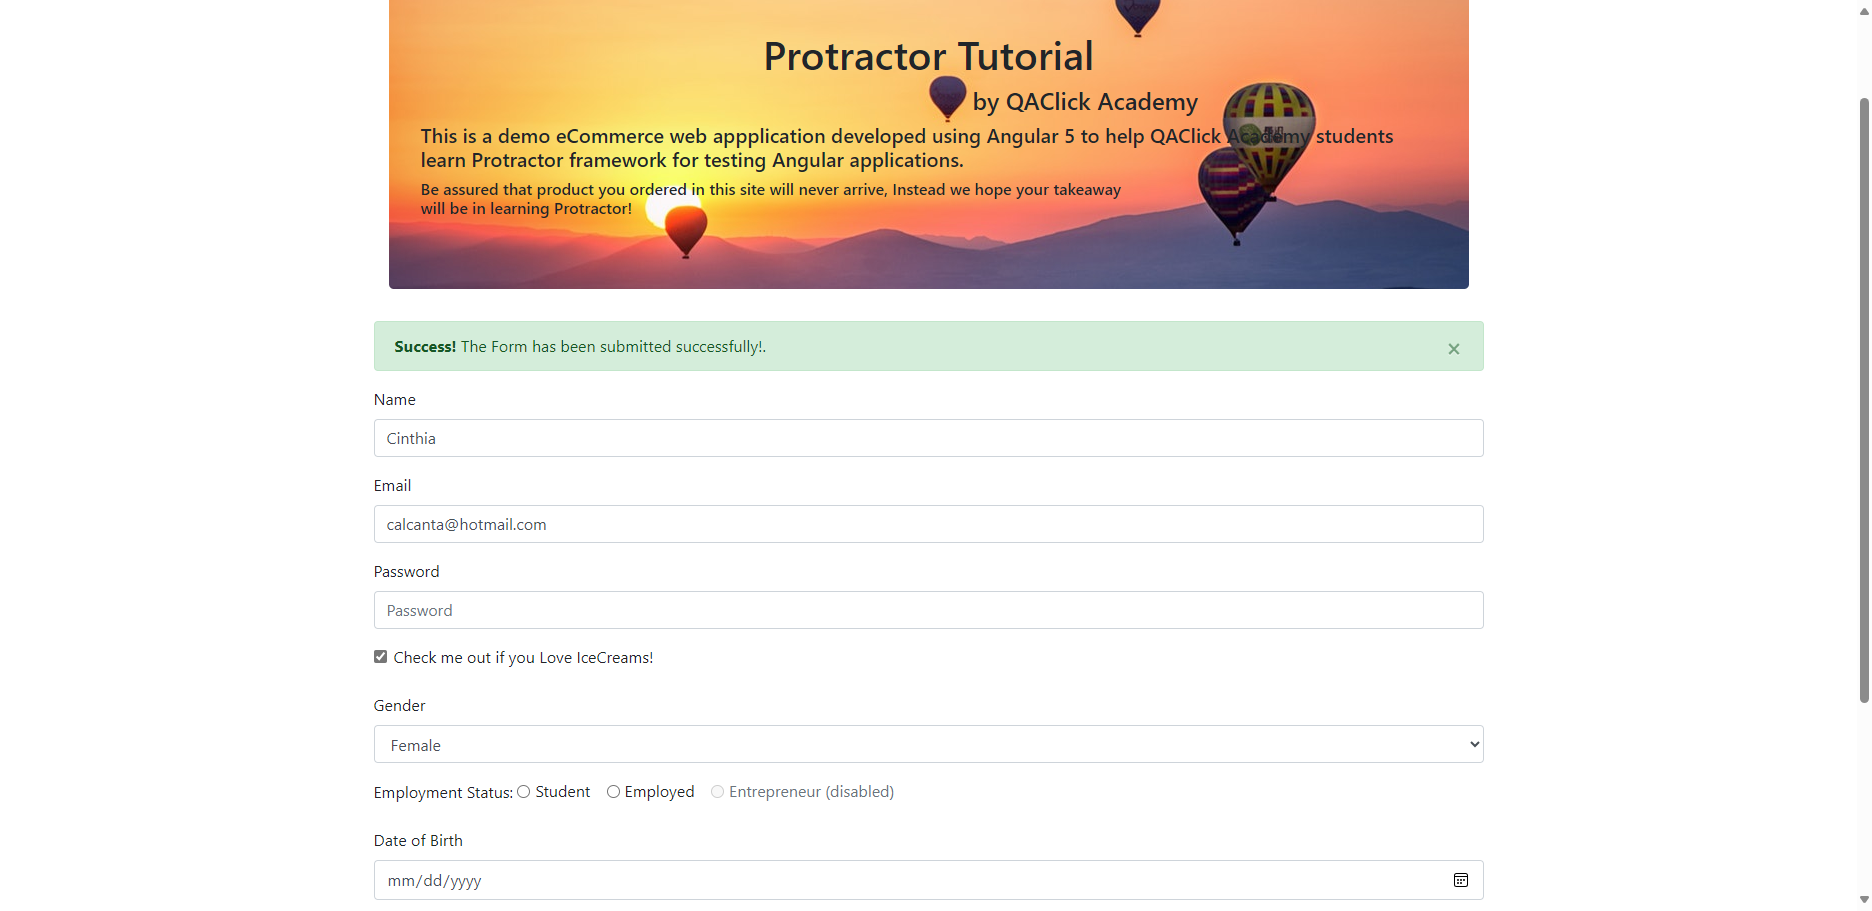 Protractor Tutorial
by QAClick Academy
This is a demo eCommerce web appplication developed using Angular 5 to help QAClick Academy students
learn Protractor framework for testing Angular applications.
Be assured that product you ordered in this site will never arrive, Instead we hope your takeaway
will be in learning Protractor!
Success! The Form has been submitted successfully!.
×
Name
Cinthia
Email
calcanta@hotmail.com
Password
Password
Check me out if you Love IceCreams!
Gender
Female
Employment Status: Student Employed Entrepreneur (disabled)
Date of Birth
mm/dd/yyyy